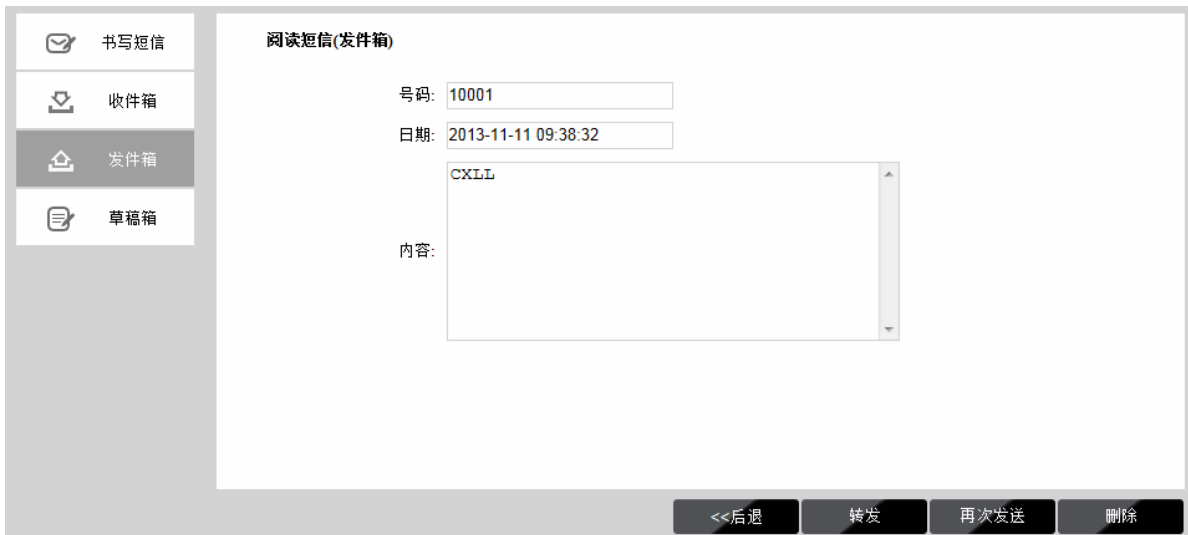 书写短信
收件箱
发件箱
草稿箱
阅读短信(发件箱)
号码: 10001
日期: 2013-11-11 09:38:32
内容: CXLL
<<后退 转发 再次发送 删除